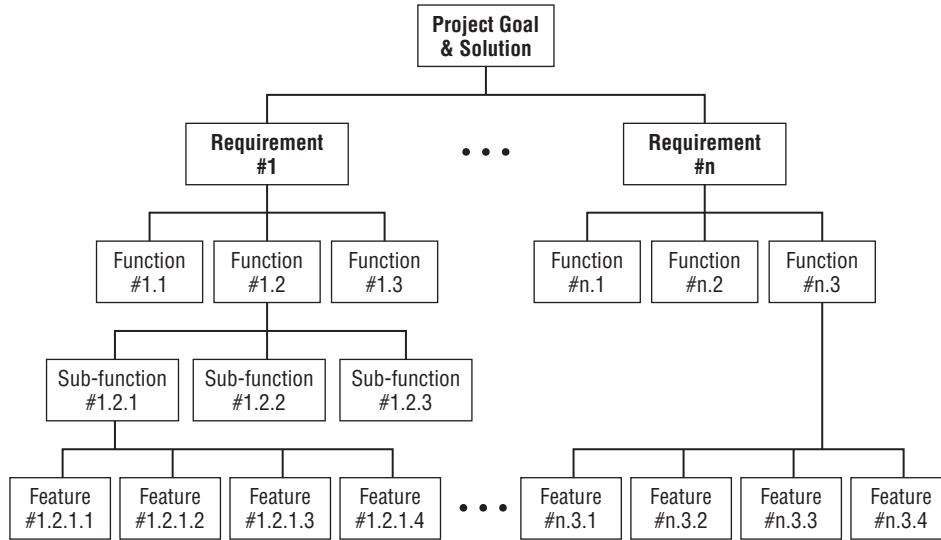 Project Goal
& Solution
Requirement
#1
• • •
Requirement
#n
Function
#1.1
Function
#1.2
Function
#1.3
Function
#n.1
Function
#n.2
Function
#n.3
Sub-function
#1.2.1
Sub-function
#1.2.2
Sub-function
#1.2.3
Feature
#1.2.1.1
Feature
#1.2.1.2
Feature
#1.2.1.3
Feature
#1.2.1.4
• • •
Feature
#n.3.1
Feature
#n.3.2
Feature
#n.3.3
Feature
#n.3.4